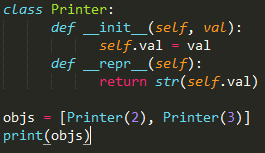 class Printer:
    def __init__(self, val):
        self.val = val
    def __repr__(self):
        return str(self.val)

objs = [Printer(2), Printer(3)]
print(objs)